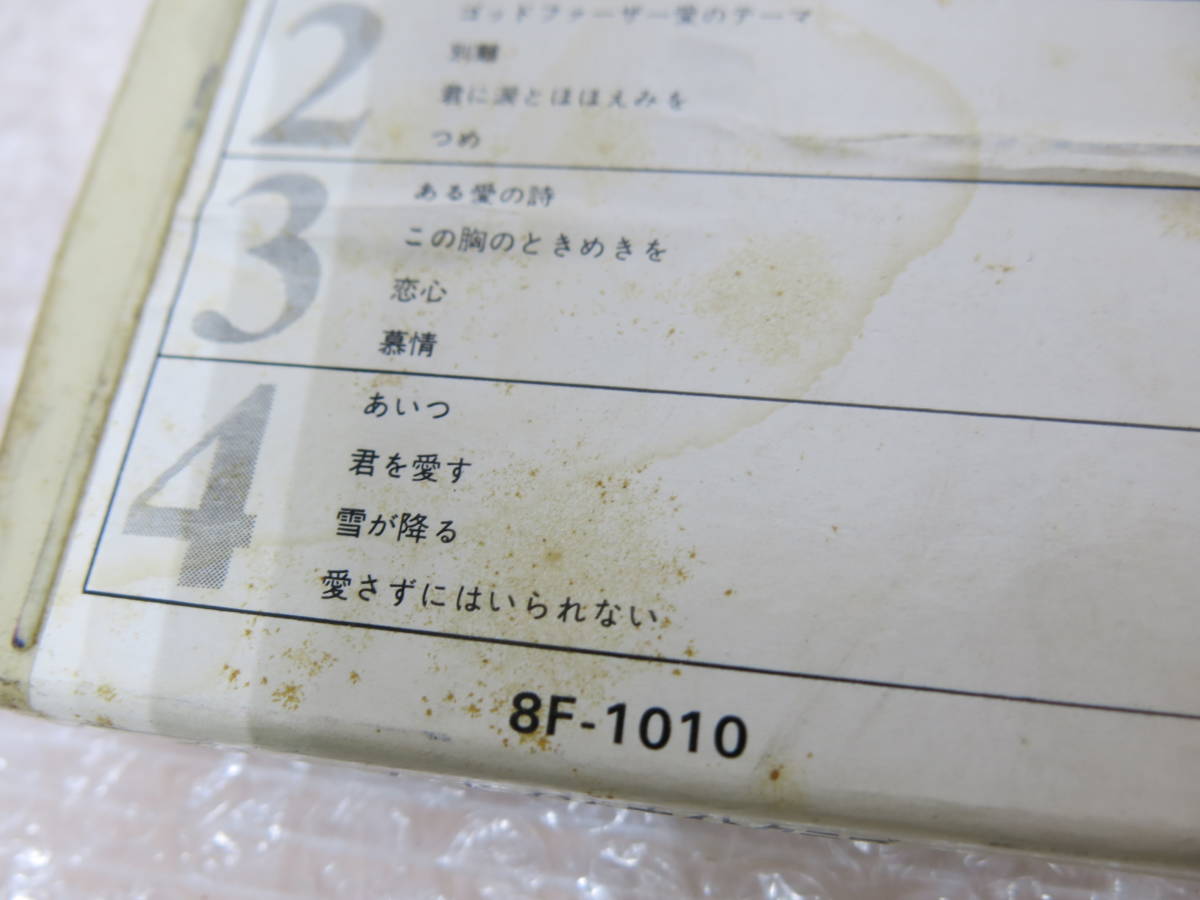 2
ゴッドファーザー愛のテーマ
別離
君に涙とほほえみを
つめ
3
ある愛の詩
この胸のときめきを
恋心
慕情
4
あいつ
君を愛す
雪が降る
愛さずにはいられない
8F-1010